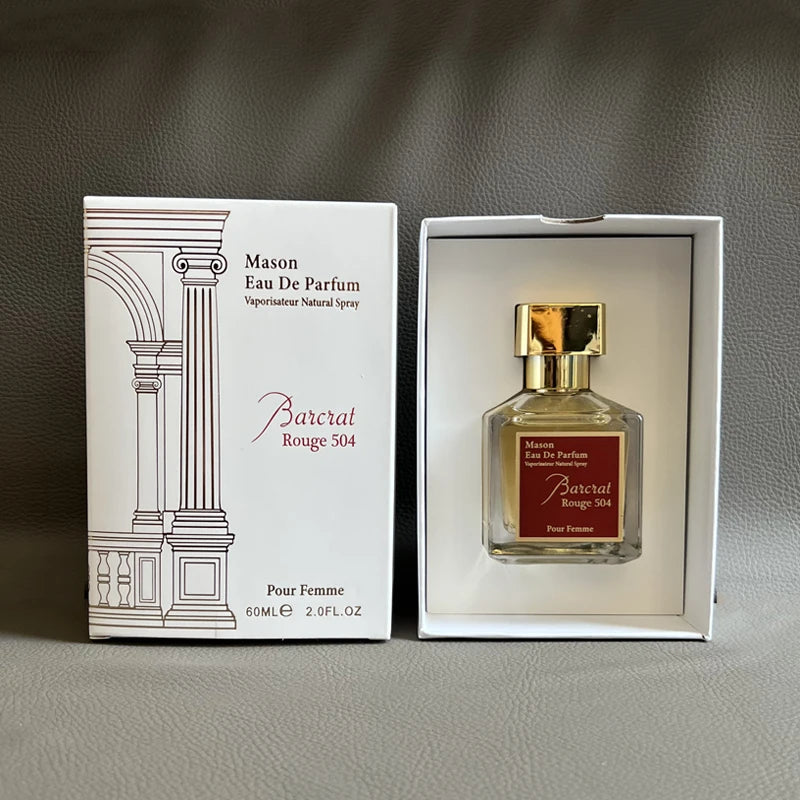 Mason
Eau De Parfum
Vaporisateur Natural Spray
Barcrat
Rouge 504
Pour Femme
60ML℮ 2.0FL.OZ
Mason
Eau De Parfum
Vaporisateur Natural Spray
Barcrat
Rouge 504
Pour Femme